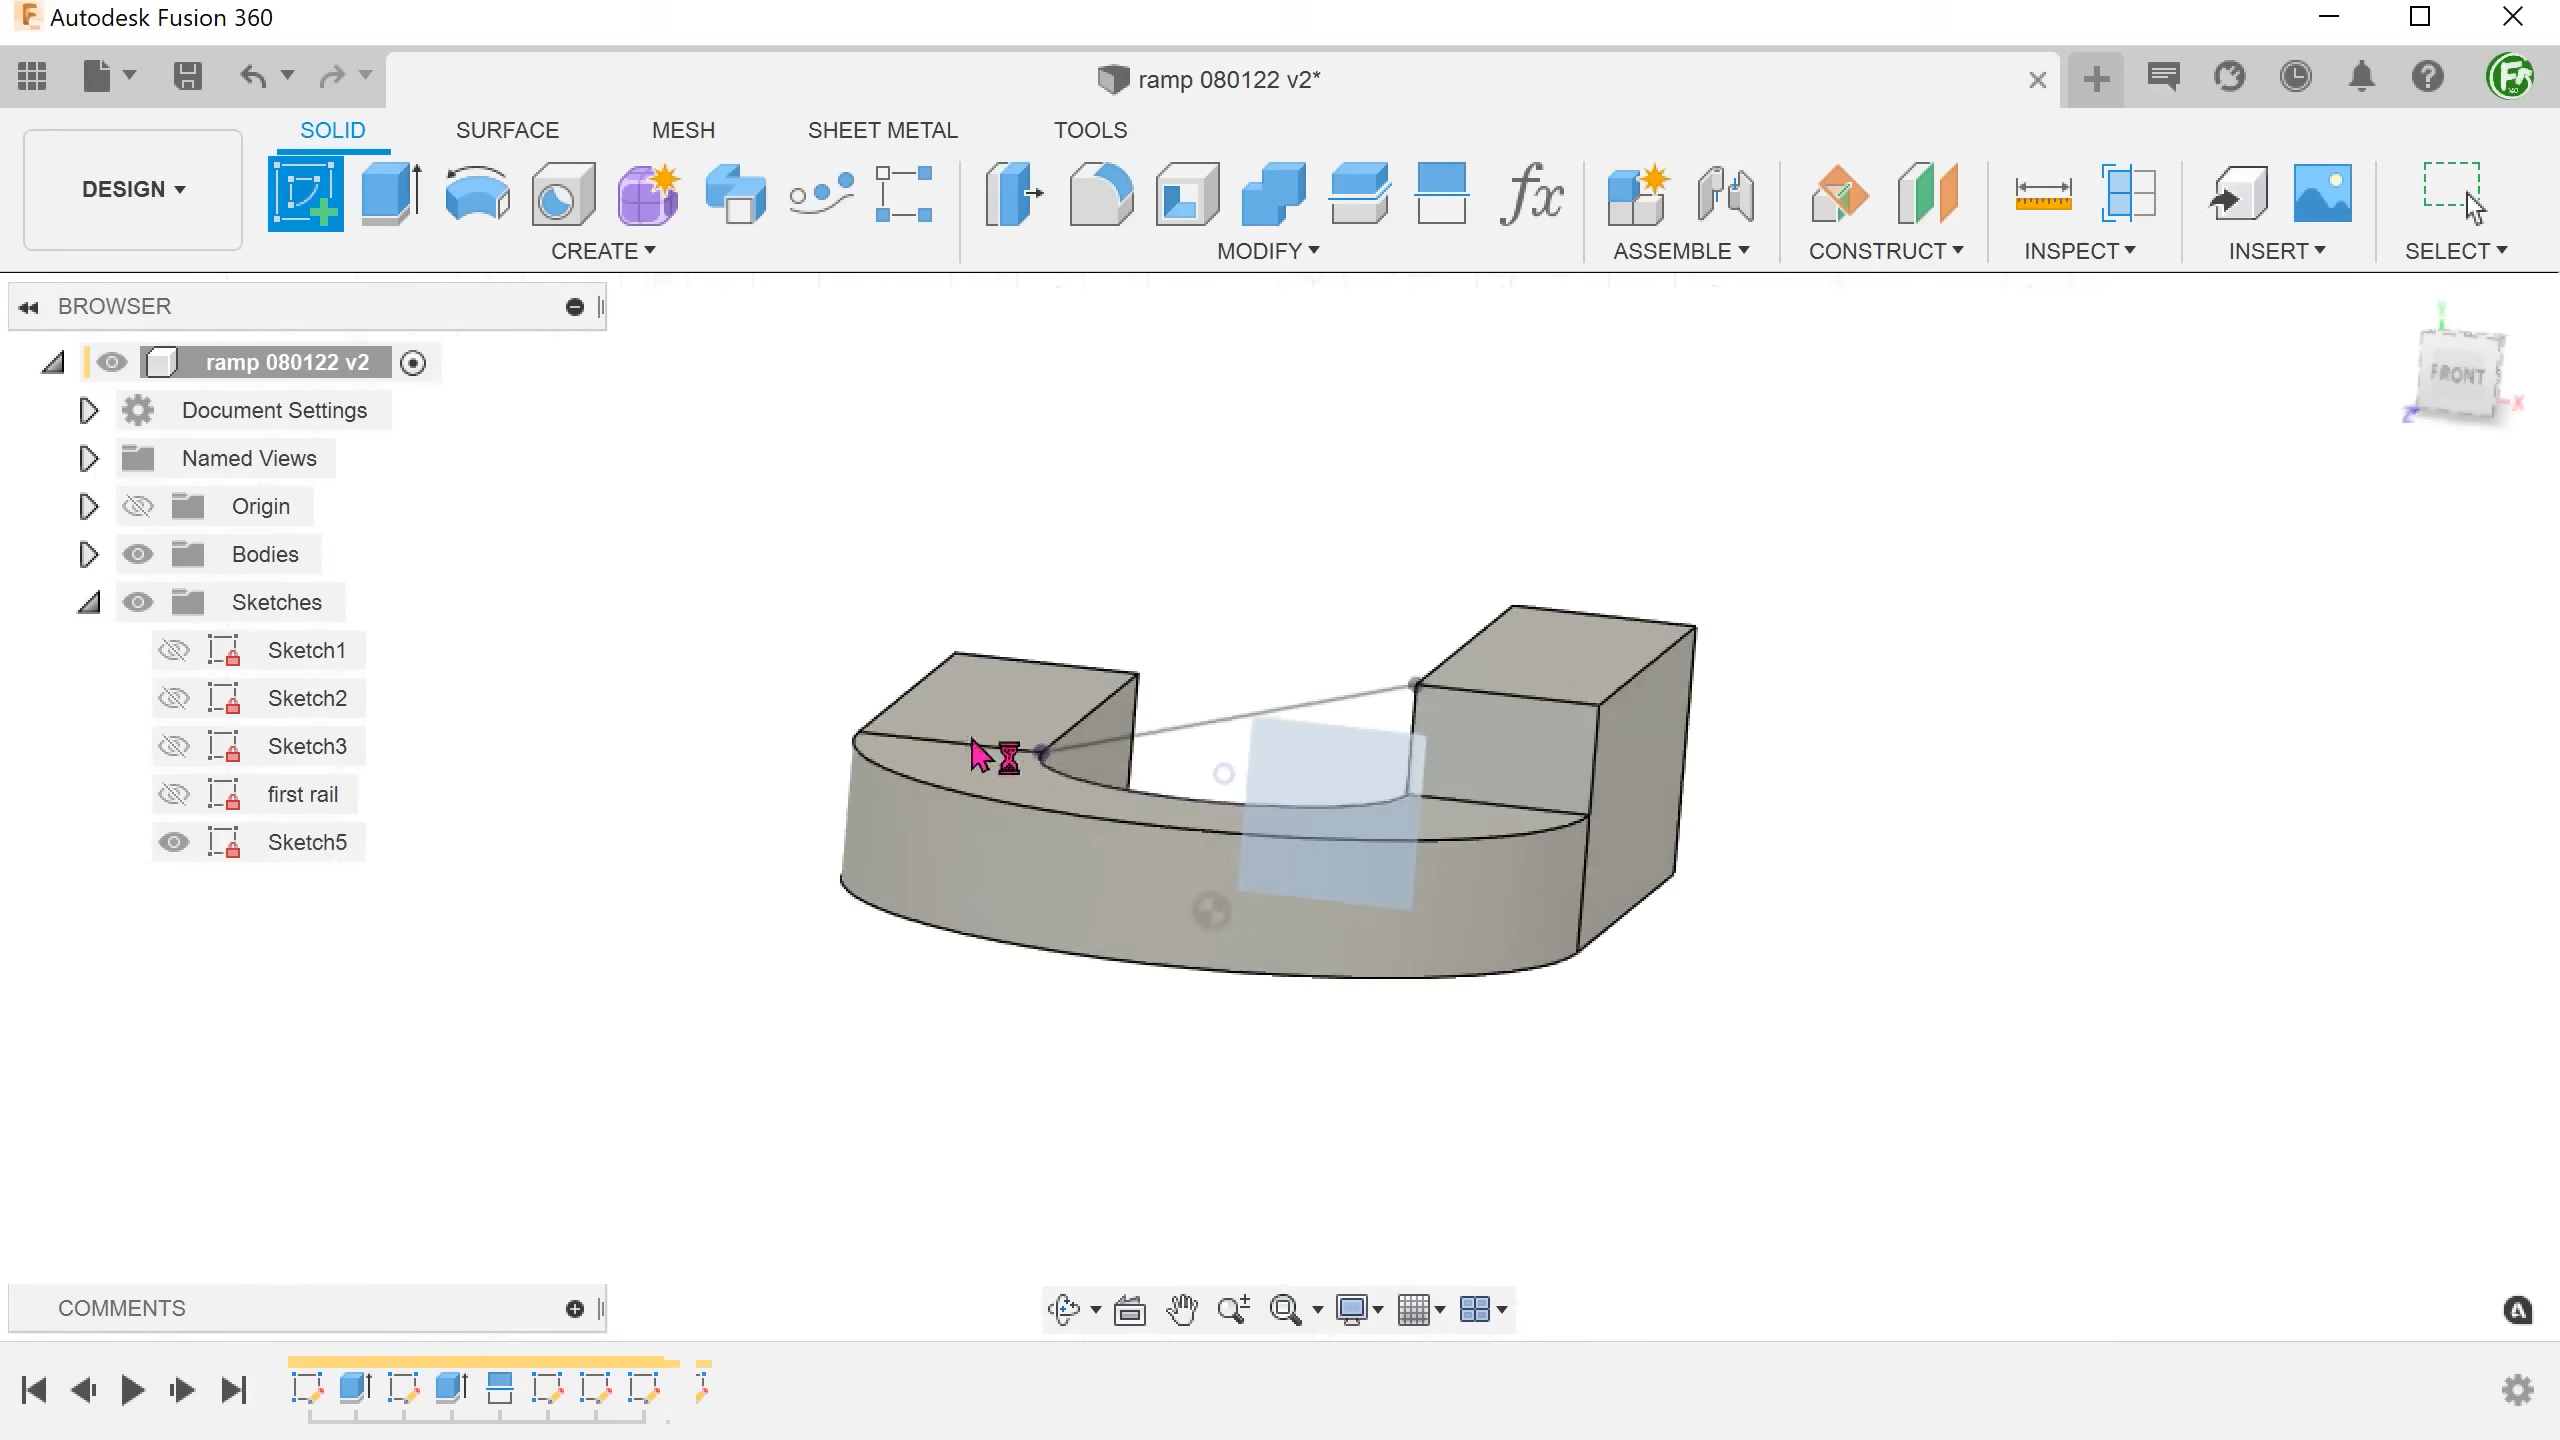 Autodesk Fusion 360
ramp 080122 v2*
SOLID
SURFACE
MESH
SHEET METAL
TOOLS
DESIGN
CREATE
MODIFY
ASSEMBLE
CONSTRUCT
INSPECT
INSERT
SELECT
fx
BROWSER
ramp 080122 v2
Document Settings
Named Views
Origin
Bodies
Sketches
Sketch1
Sketch2
Sketch3
first rail
Sketch5
FRONT
Y
X
Z
COMMENTS